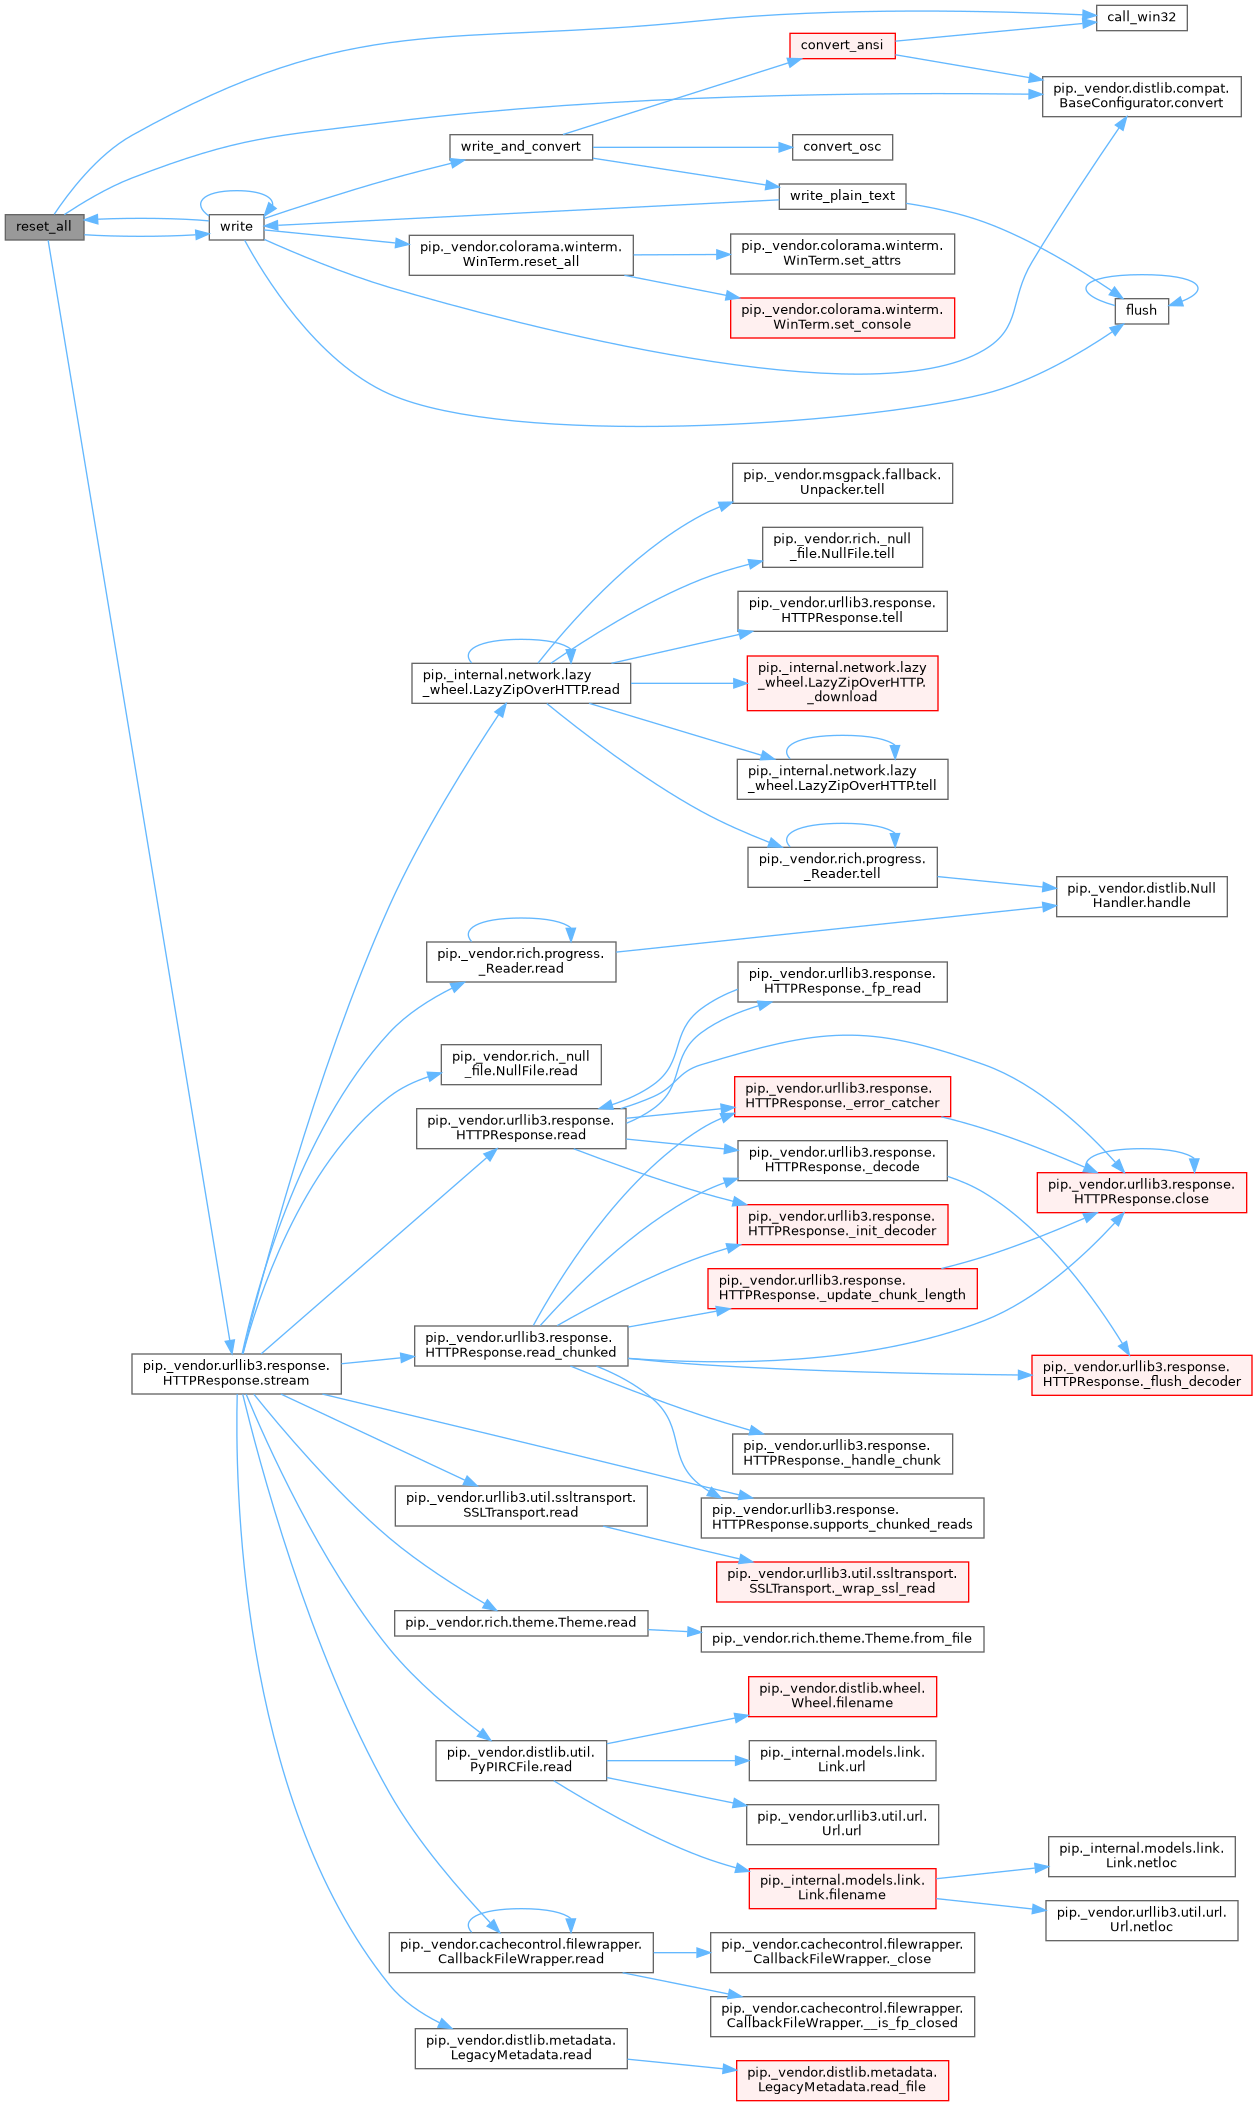 call_win32
convert_ansi
pip._vendor.distlib.compat.
BaseConfigurator.convert
write_and_convert
convert_osc
write_plain_text
reset_all
write
pip._vendor.colorama.winterm.
WinTerm.reset_all
pip._vendor.colorama.winterm.
WinTerm.set_attrs
pip._vendor.colorama.winterm.
WinTerm.set_console
flush
pip._vendor.msgpack.fallback.
Unpacker.tell
pip._vendor.rich._null
_file.NullFile.tell
pip._vendor.urllib3.response.
HTTPResponse.tell
pip._internal.network.lazy
_wheel.LazyZipOverHTTP.read
pip._internal.network.lazy
_wheel.LazyZipOverHTTP.
_download
pip._internal.network.lazy
_wheel.LazyZipOverHTTP.tell
pip._vendor.rich.progress.
_Reader.tell
pip._vendor.distlib.Null
Handler.handle
pip._vendor.rich.progress.
_Reader.read
pip._vendor.urllib3.response.
HTTPResponse._fp_read
pip._vendor.rich._null
_file.NullFile.read
pip._vendor.urllib3.response.
HTTPResponse._error_catcher
pip._vendor.urllib3.response.
HTTPResponse.read
pip._vendor.urllib3.response.
HTTPResponse._decode
pip._vendor.urllib3.response.
HTTPResponse.close
pip._vendor.urllib3.response.
HTTPResponse._init_decoder
pip._vendor.urllib3.response.
HTTPResponse._update_chunk_length
pip._vendor.urllib3.response.
HTTPResponse.read_chunked
pip._vendor.urllib3.response.
HTTPResponse.stream
pip._vendor.urllib3.response.
HTTPResponse._flush_decoder
pip._vendor.urllib3.response.
HTTPResponse._handle_chunk
pip._vendor.urllib3.util.ssltransport.
SSLTransport.read
pip._vendor.urllib3.response.
HTTPResponse.supports_chunked_reads
pip._vendor.urllib3.util.ssltransport.
SSLTransport._wrap_ssl_read
pip._vendor.rich.theme.Theme.read
pip._vendor.rich.theme.Theme.from_file
pip._vendor.distlib.wheel.
Wheel.filename
pip._vendor.distlib.util.
PyPIRCFile.read
pip._internal.models.link.
Link.url
pip._vendor.urllib3.util.url.
Url.url
pip._internal.models.link.
Link.filename
pip._internal.models.link.
Link.netloc
pip._vendor.urllib3.util.url.
Url.netloc
pip._vendor.cachecontrol.filewrapper.
CallbackFileWrapper.read
pip._vendor.cachecontrol.filewrapper.
CallbackFileWrapper._close
pip._vendor.cachecontrol.filewrapper.
CallbackFileWrapper.__is_fp_closed
pip._vendor.distlib.metadata.
LegacyMetadata.read
pip._vendor.distlib.metadata.
LegacyMetadata.read_file